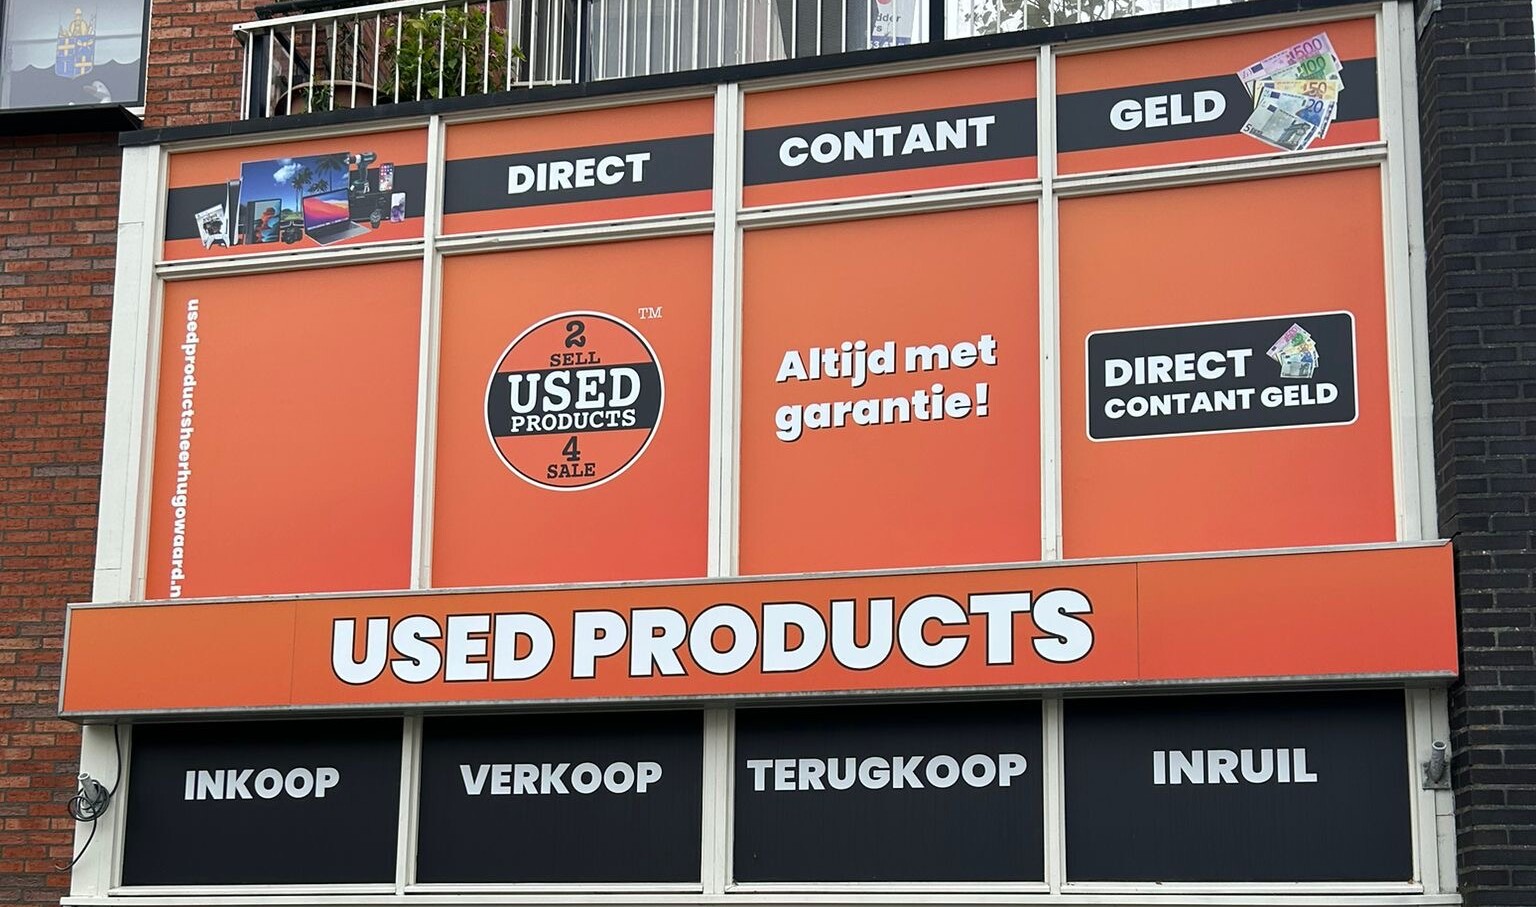 DIRECT CONTANT GELD
usedproductsheerhugowaard.n
2
SELL
USED
PRODUCTS
4
SALE
TM
Altijd met
garantie!
DIRECT
CONTANT GELD
USED PRODUCTS
INKOOP VERKOOP TERUGKOOP INRUIL